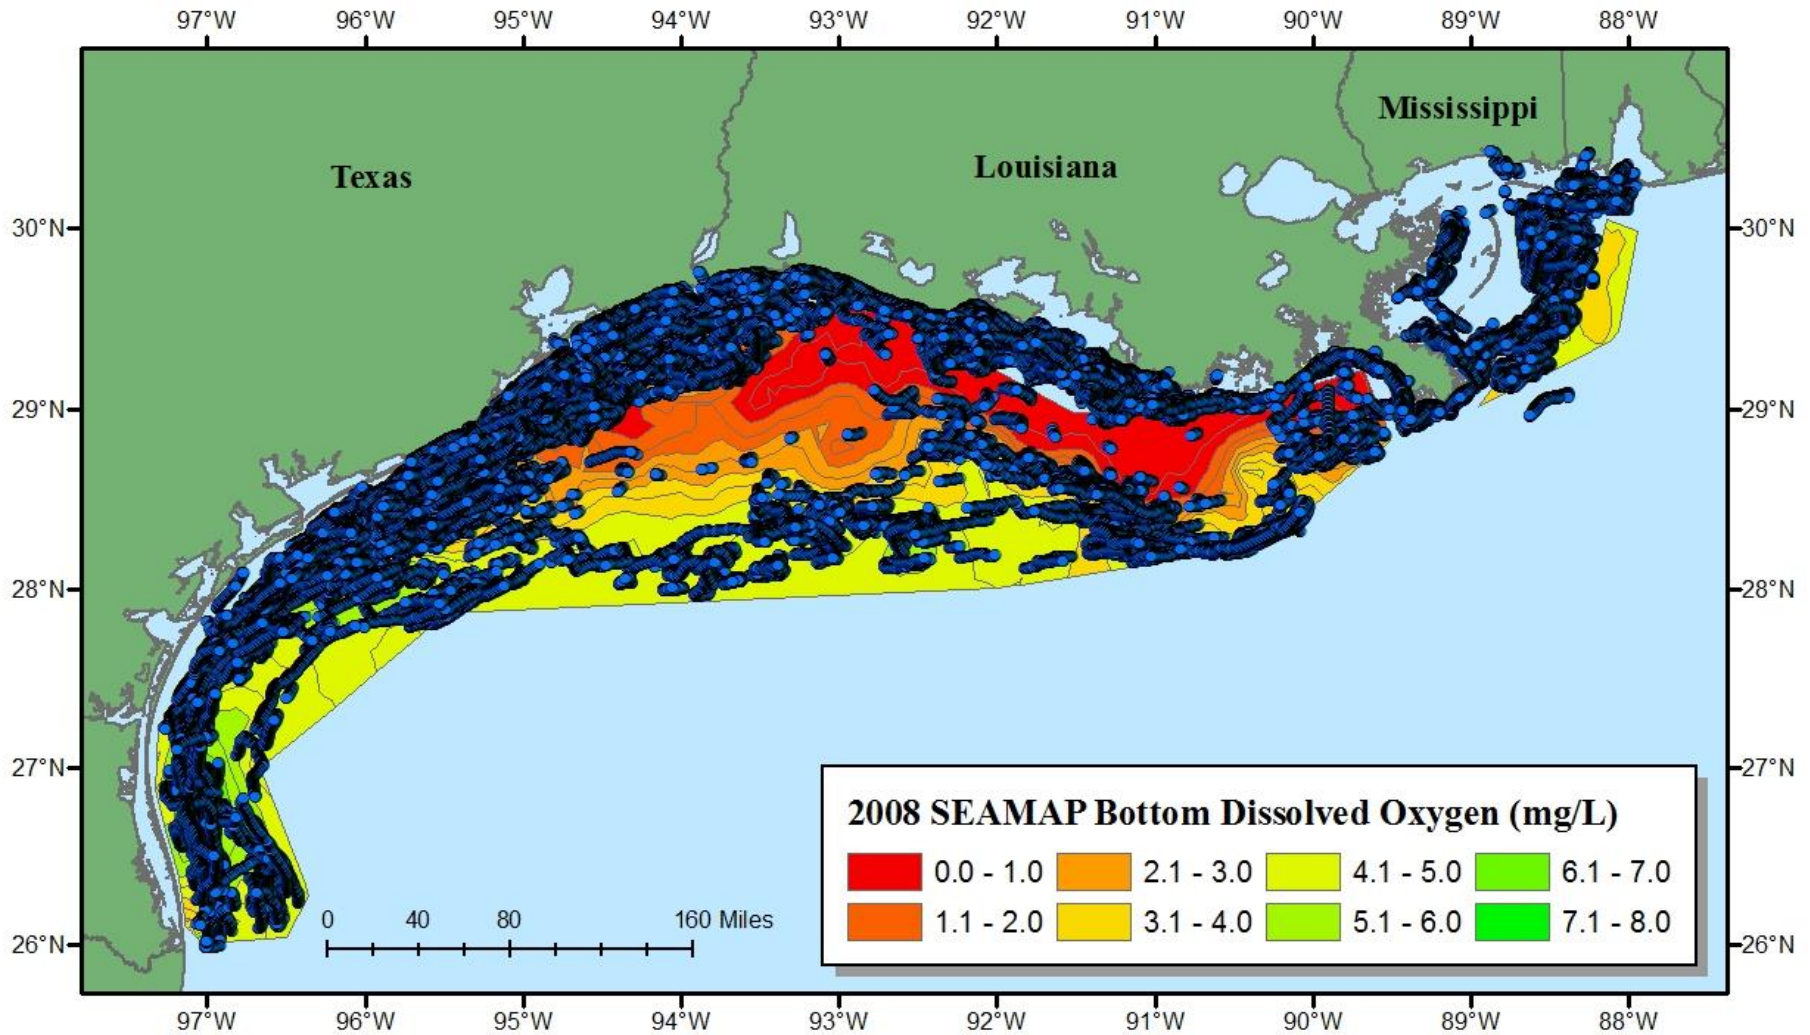 97°W 96°W 95°W 94°W 93°W 92°W 91°W 90°W 89°W 88°W
Mississippi
Texas
Louisiana
30°N 30°N
29°N 29°N
28°N 28°N
27°N 27°N
2008 SEAMAP Bottom Dissolved Oxygen (mg/L)
0.0 - 1.0 2.1 - 3.0 4.1 - 5.0 6.1 - 7.0
1.1 - 2.0 3.1 - 4.0 5.1 - 6.0 7.1 - 8.0
0 40 80 160 Miles
26°N 26°N
97°W 96°W 95°W 94°W 93°W 92°W 91°W 90°W 89°W 88°W